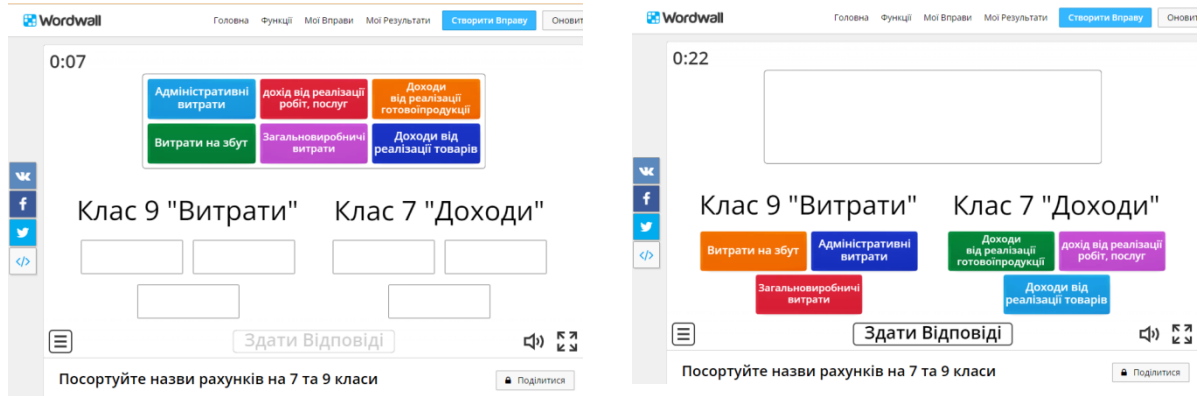 Wordwall
Головна Функції Мої Вправи Мої Результати Створити Вправу Оновит
0:07
Адміністративні
витрати
дохід від реалізації
робіт, послуг
Доходи
від реалізації
готовоїпродукції
Витрати на збут
Загальновиробничі
витрати
Доходи від
реалізації товарів
Клас 9 "Витрати"
Клас 7 "Доходи"
Здати Відповіді
Посортуйте назви рахунків на 7 та 9 класи
Поділитися
Wordwall
Головна Функції Мої Вправи Мої Результати Створити Вправу Оновит
0:22
Клас 9 "Витрати"
Клас 7 "Доходи"
Витрати на збут
Адміністративні
витрати
Доходи
від реалізації
готовоїпродукції
дохід від реалізації
робіт, послуг
Загальновиробничі
витрати
Доходи від
реалізації товарів
Здати Відповіді
Посортуйте назви рахунків на 7 та 9 класи
Поділитися